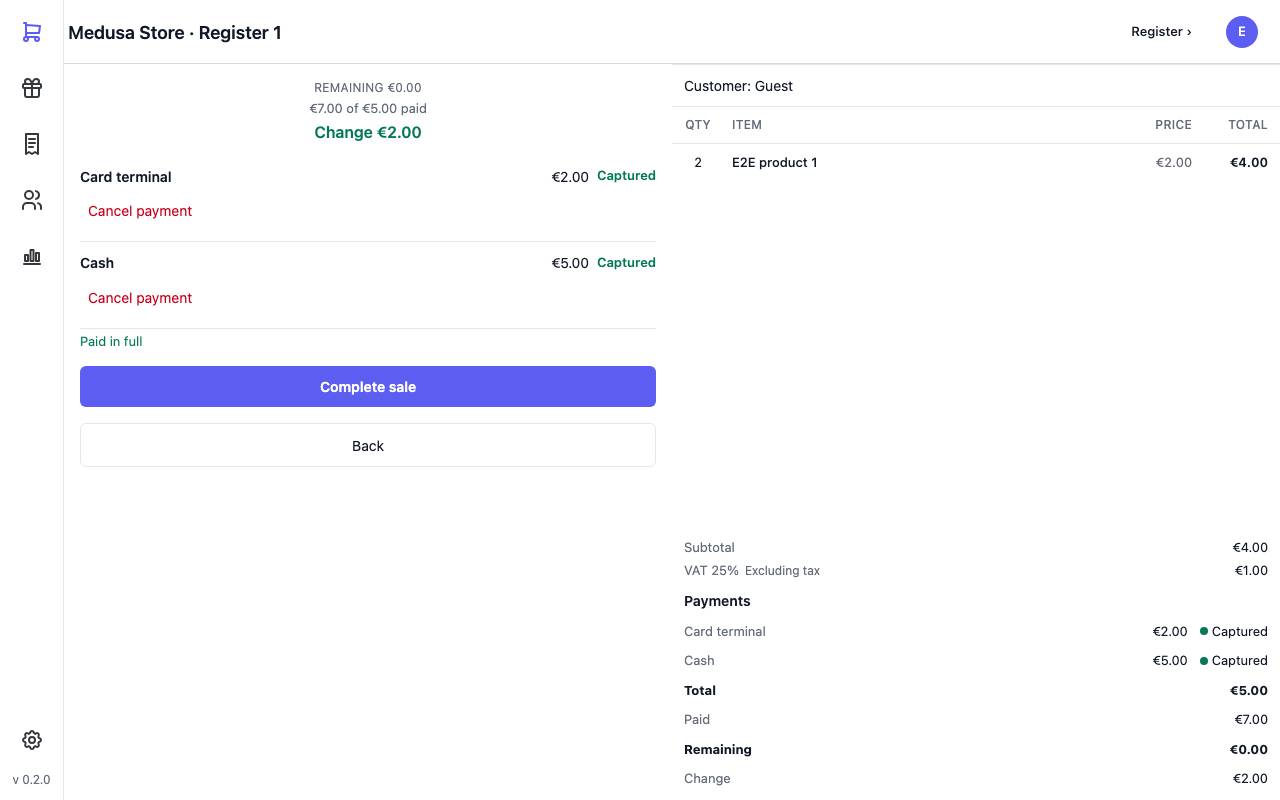 Medusa Store · Register 1
Register ›
E
REMAINING €0.00
€7.00 of €5.00 paid
Change €2.00
Card terminal €2.00 Captured
Cancel payment
Cash €5.00 Captured
Cancel payment
Paid in full
Complete sale
Back
v 0.2.0
Customer: Guest
QTY ITEM PRICE TOTAL
2 E2E product 1 €2.00 €4.00
Subtotal €4.00
VAT 25% Excluding tax €1.00
Payments
Card terminal €2.00 Captured
Cash €5.00 Captured
Total €5.00
Paid €7.00
Remaining €0.00
Change €2.00